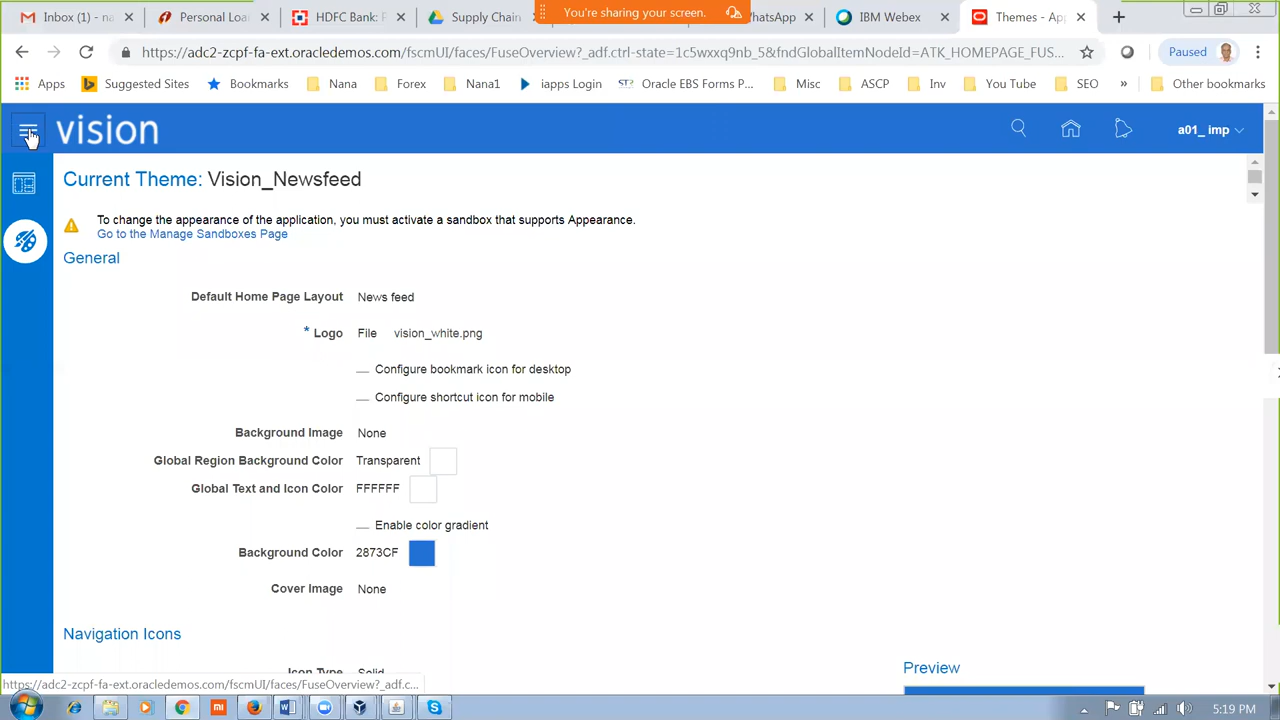 Inbox (1) - na
Personal Loan
HDFC Bank: E
Supply Chain
You're sharing your screen.
WhatsApp
IBM Webex
Themes - App
https://adc2-zcpf-fa-ext.oracledemos.com/fscmUI/faces/FuseOverview?_adf.ctrl-state=1c5wxxq9nb_5&fndGlobalItemNodeId=ATK_HOMEPAGE_FUS...
Paused
Apps
Suggested Sites
Bookmarks
Nana
Forex
Nana1
iapps Login
Oracle EBS Forms P...
Misc
ASCP
Inv
You Tube
SEO
»
Other bookmarks
vision
a01_ imp
Current Theme: Vision_Newsfeed
To change the appearance of the application, you must activate a sandbox that supports Appearance.
Go to the Manage Sandboxes Page
General
Default Home Page Layout News feed
* Logo File vision_white.png
Configure bookmark icon for desktop
Configure shortcut icon for mobile
Background Image None
Global Region Background Color Transparent
Global Text and Icon Color FFFFFF
Enable color gradient
Background Color 2873CF
Cover Image None
Navigation Icons
Icon Type Solid
Preview
https://adc2-zcpf-fa-ext.oracledemos.com/fscmUI/faces/FuseOverview?_adf.c...
5:19 PM